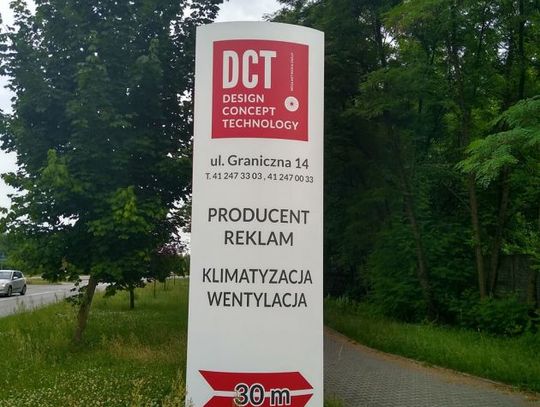 DCT
DESIGN
CONCEPT
TECHNOLOGY
ul. Graniczna 14
T. 41 247 33 03 , 41 247 00 33
PRODUCENT
REKLAM
KLIMATYZACJA
WENTYLACJA
30 m